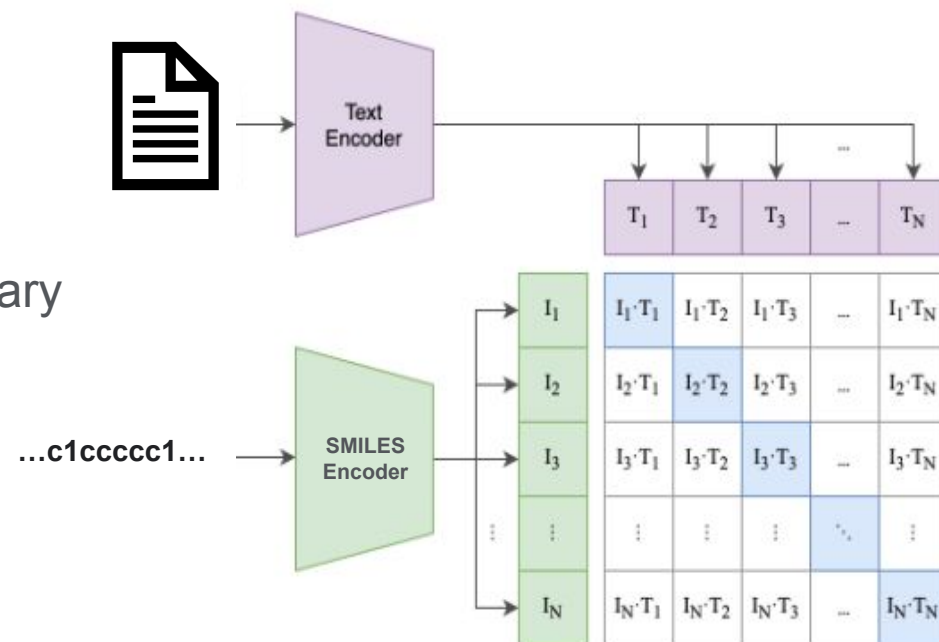 Text
Encoder
...
T1 T2 T3 ... TN
ary
I1 I1·T1 I1·T2 I1·T3 ... I1·TN
I2 I2·T1 I2·T2 I2·T3 ... I2·TN
…c1ccccc1…
SMILES
Encoder
I3 I3·T1 I3·T2 I3·T3 ... I3·TN
⋮ ⋮ ⋮ ⋮ ⋮ ⋱ ⋮
IN IN·T1 IN·T2 IN·T3 ... IN·TN